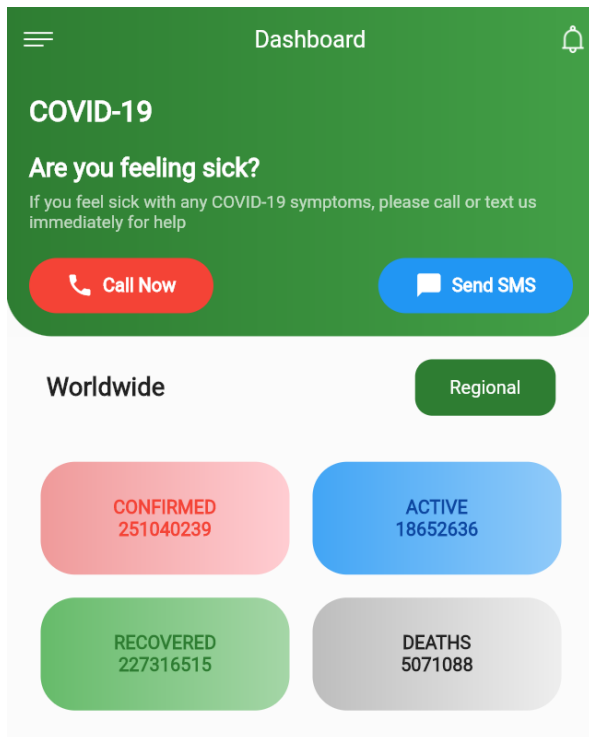 Dashboard
COVID-19
Are you feeling sick?
If you feel sick with any COVID-19 symptoms, please call or text us
immediately for help
Call Now
Send SMS
Worldwide
Regional
CONFIRMED
251040239
ACTIVE
18652636
RECOVERED
227316515
DEATHS
5071088